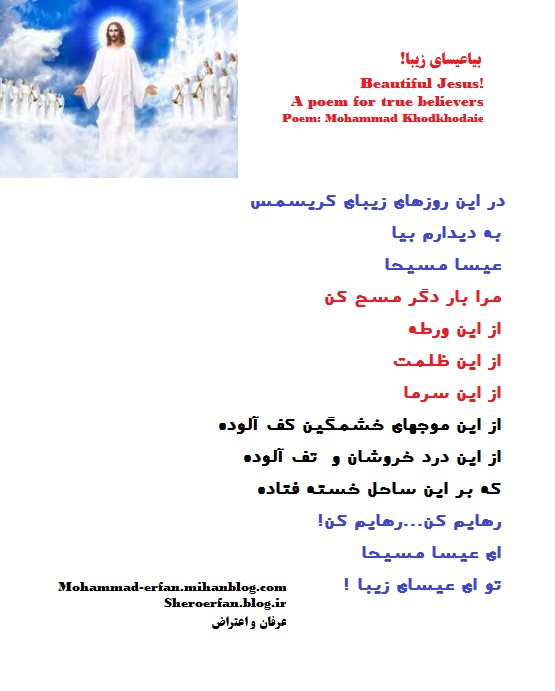 بیاعیسای زیبا!
Beautiful Jesus!
A poem for true believers
Poem: Mohammad Khodkhodaie
در این روزهای زیبای کریسمس
به دیدارم بیا
عیسا مسیحا
مرا بار دگر مسح کن
از این ورطه
از این ظلمت
از این سرما
از این موجهای خشمگین کف آلوده
از این درد خروشان و تف آلوده
که بر این ساحل خسته فتاده
رهایم کن...رهایم کن!
ای عیسا مسیحا
تو ای عیسای زیبا !
Mohammad-erfan.mihanblog.com
Sheroerfan.blog.ir
عرفان و اعتراض